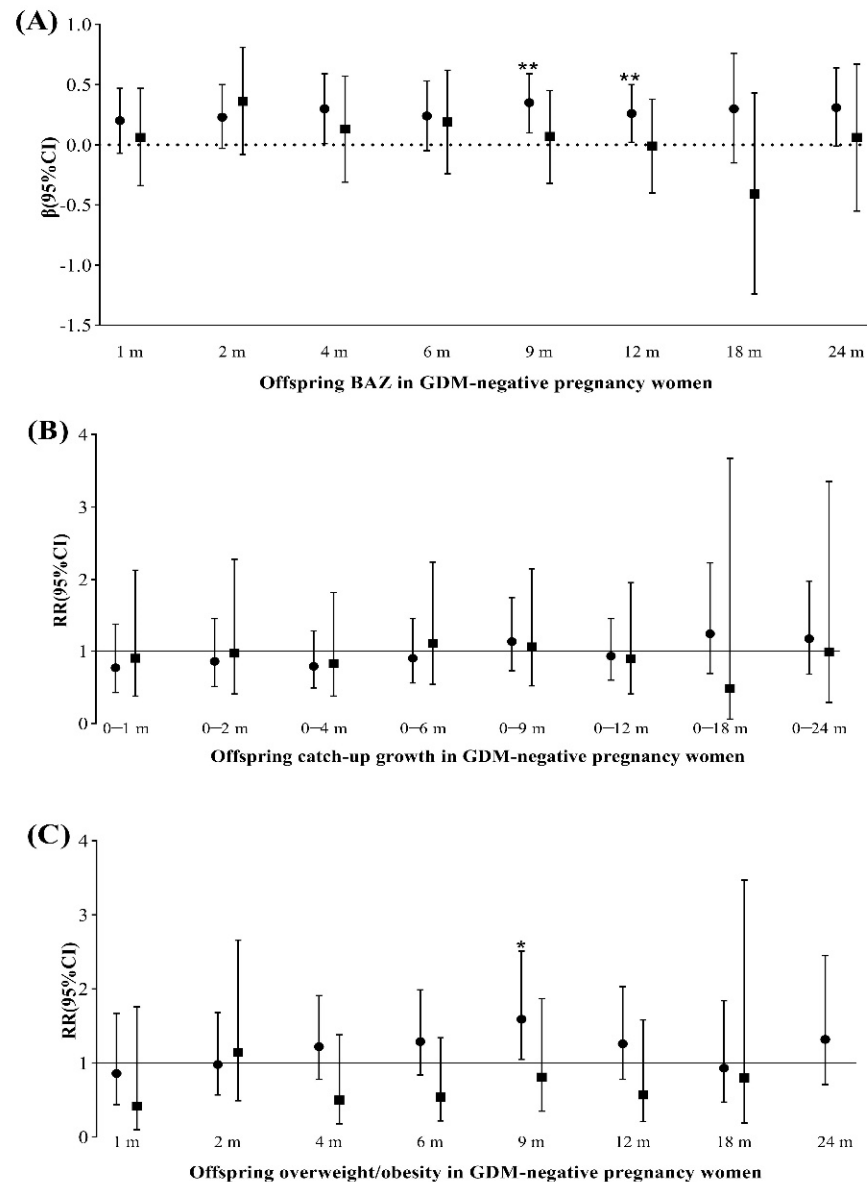 (A)
1.0
0.5
0.0
-0.5
-1.0
-1.5
β(95%CI)
** **
1 m 2 m 4 m 6 m 9 m 12 m 18 m 24 m
Offspring BAZ in GDM-negative pregnancy women
(B)
4
3
2
1
0
RR(95%CI)
0–1 m 0–2 m 0–4 m 0–6 m 0–9 m 0–12 m 0–18 m 0–24 m
Offspring catch-up growth in GDM-negative pregnancy women
(C)
4
3
2
1
0
RR(95%CI)
*
1 m 2 m 4 m 6 m 9 m 12 m 18 m 24 m
Offspring overweight/obesity in GDM-negative pregnancy women